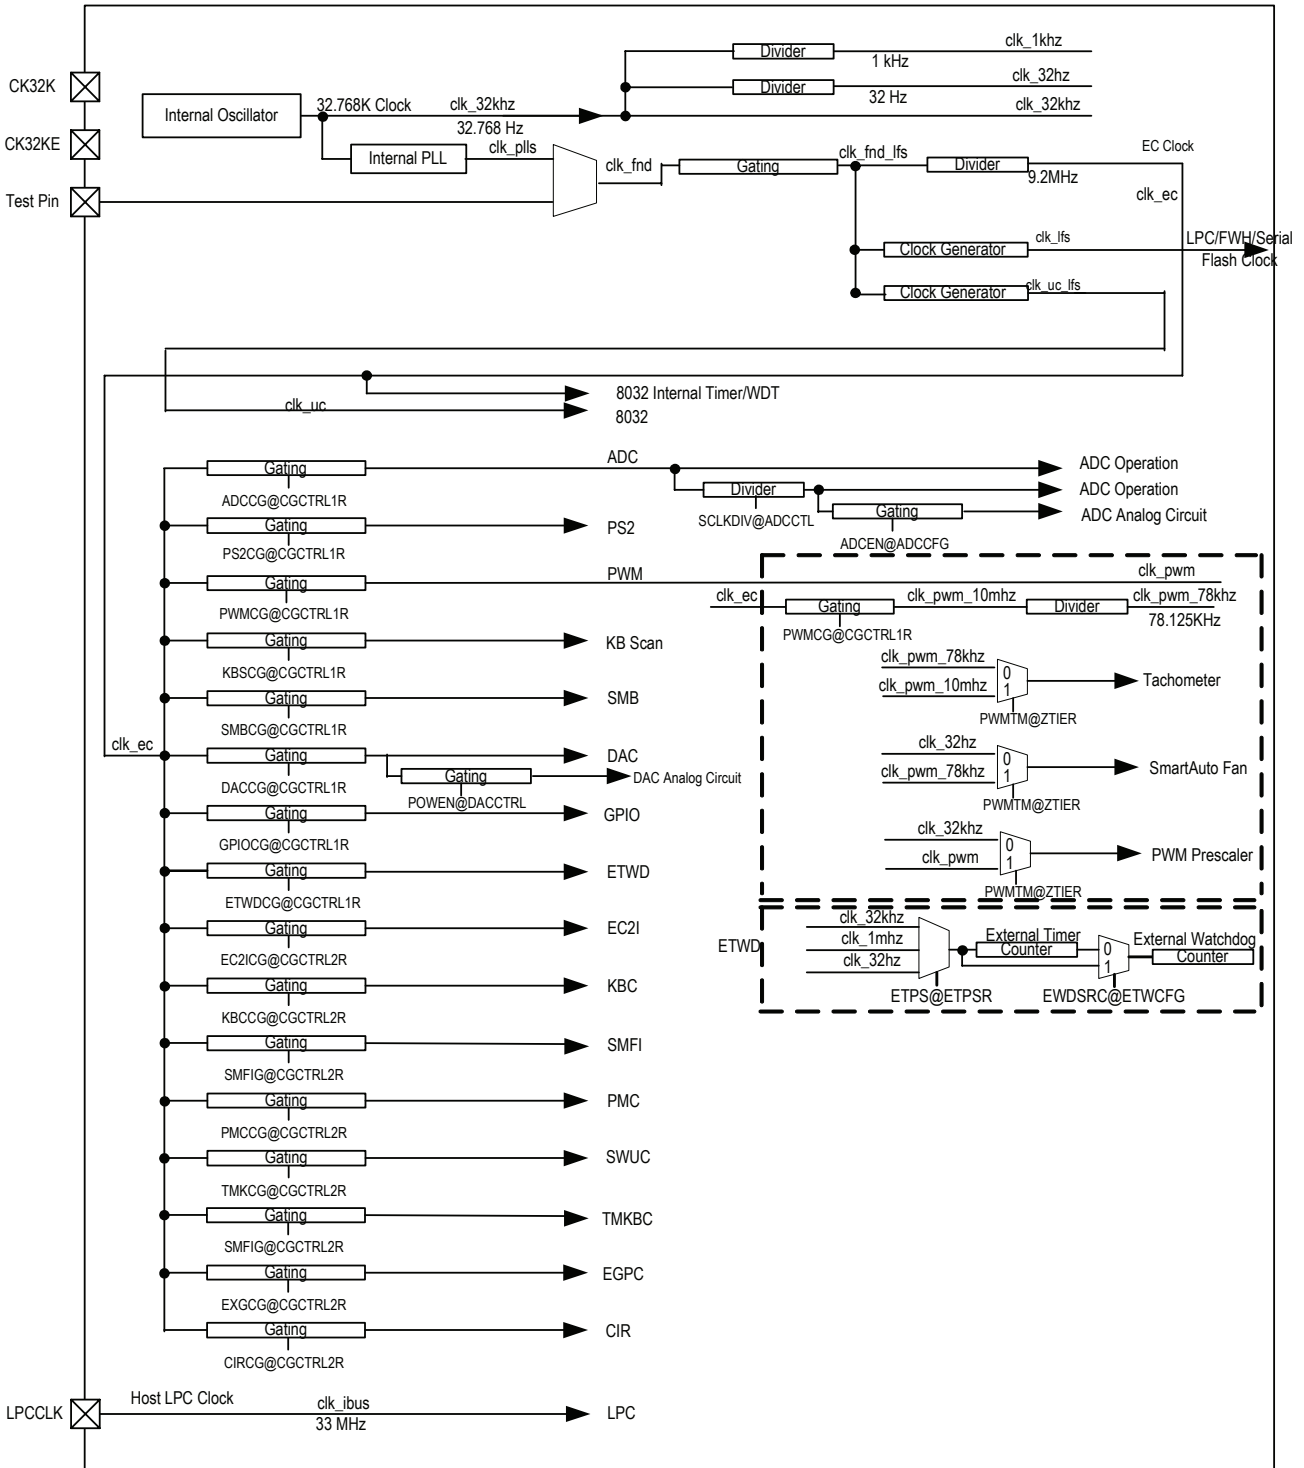 clk_1khz
Divider
1 kHz
CK32K
clk_32hz
Divider
32 Hz
Internal Oscillator
32.768K Clock
clk_32khz
clk_32khz
32.768 Hz
CK32KE
clk_plls
Internal PLL
clk_fnd
Gating
clk_fnd_lfs
Divider
9.2MHz
EC Clock
clk_ec
Test Pin
clk_lfs
Clock Generator
LPC/FWH/Serial
Flash Clock
clk_uc_lfs
Clock Generator
8032 Internal Timer/WDT
clk_uc
8032
Gating
ADC
ADC Operation
ADCCG@CGCTRL1R
Divider
ADC Operation
SCLKDIV@ADCCTL
Gating
ADC Analog Circuit
ADCEN@ADCCFG
Gating
PS2
PS2CG@CGCTRL1R
Gating
PWM
clk_pwm
PWMCG@CGCTRL1R
clk_ec
Gating
clk_pwm_10mhz
Divider
clk_pwm_78khz
78.125KHz
PWMCG@CGCTRL1R
Gating
KB Scan
KBSCG@CGCTRL1R
clk_pwm_78khz
0
clk_pwm_10mhz
1
Tachometer
PWMTM@ZTIER
Gating
SMB
SMBCG@CGCTRL1R
clk_ec
Gating
DAC
DACCG@CGCTRL1R
Gating
DAC Analog Circuit
POWEN@DACCTRL
clk_32hz
0
clk_pwm_78khz
1
SmartAuto Fan
PWMTM@ZTIER
Gating
GPIO
GPIOCG@CGCTRL1R
clk_32khz
0
clk_pwm
1
PWM Prescaler
PWMTM@ZTIER
Gating
ETWD
ETWDCG@CGCTRL1R
Gating
EC2I
EC2ICG@CGCTRL2R
ETWD
clk_32khz
clk_1mhz
clk_32hz
External Timer
Counter
0
1
External Watchdog
Counter
ETPS@ETPSR
EWDSRC@ETWCFG
Gating
KBC
KBCCG@CGCTRL2R
Gating
SMFI
SMFIG@CGCTRL2R
Gating
PMC
PMCCG@CGCTRL2R
Gating
SWUC
TMKCG@CGCTRL2R
Gating
TMKBC
SMFIG@CGCTRL2R
Gating
EGPC
EXGCG@CGCTRL2R
Gating
CIR
CIRCG@CGCTRL2R
LPCCLK
Host LPC Clock
clk_ibus
33 MHz
LPC